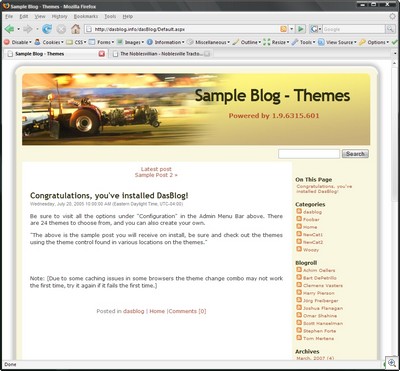 Sample Blog - Themes - Mozilla Firefox
File Edit View History Bookmarks Tools Help
http://dasblog.info/dasBlog/Default.aspx
Disable Cookies CSS Forms Images Information Miscellaneous Outline Resize Tools View Source Options
Sample Blog - Themes
The Noblesvillian - Noblesville Tracto...
Sample Blog - Themes
Powered by 1.9.6315.601
Search
Latest post
Sample Post 2 »
Congratulations, you've installed DasBlog!
Wednesday, July 20, 2005 10:00:00 AM (Eastern Daylight Time, UTC-04:00)
Be sure to visit all the options under "Configuration" in the Admin Menu Bar above. There
are 24 themes to choose from, and you can also create your own.
"The above is the sample post you will receive on install, be sure and check out the themes
using the theme control found in various locations on the themes."
Note: [Due to some caching issues in some browsers the theme change combo may not work
the first time, try it again if it fails the first time.]
Posted in dasblog | Home |Comments [0]
On This Page
Congratulations, you've installed
DasBlog!
Categories
dasblog
Foobar
Home
NewCat1
NewCat2
Woopy
Blogroll
Achim Oellers
Bart DePetrillo
Clemens Vasters
Harry Pierson
Jörg Freiberger
Joshua Flanagan
Omar Shahine
Scott Hanselman
Stephen Forte
Tom Mertens
Archives
March, 2007 (4)
Done